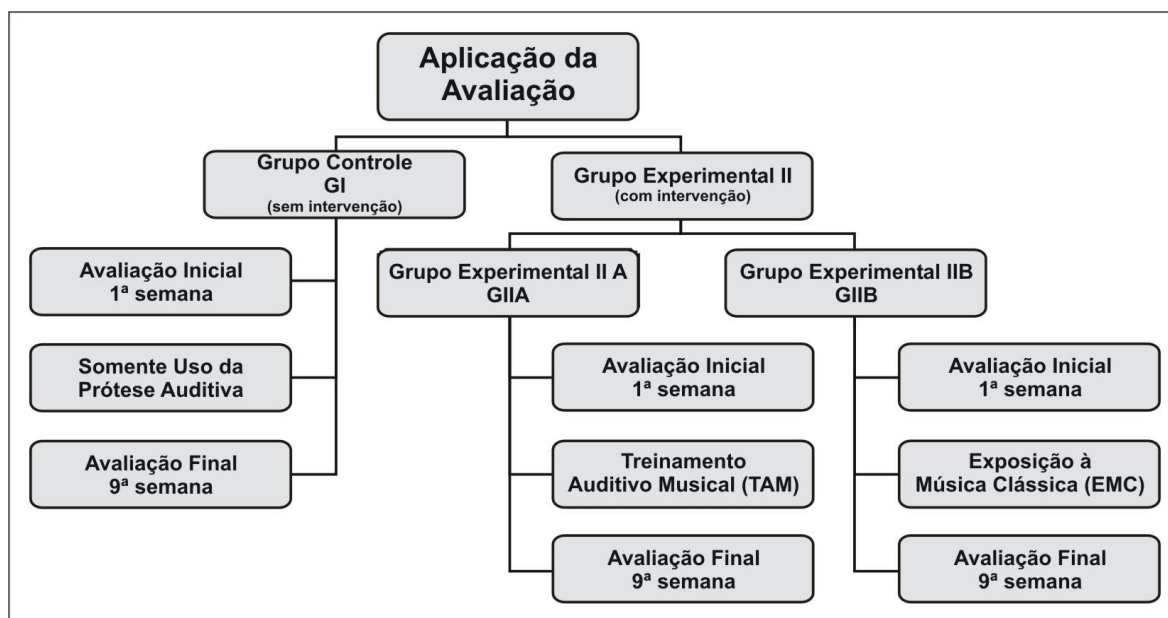 Aplicação da
Avaliação
Grupo Controle
GI
(sem intervenção)
Grupo Experimental II
(com intervenção)
Avaliação Inicial
1ª semana
Somente Uso da
Prótese Auditiva
Avaliação Final
9ª semana
Grupo Experimental II A
GIIA
Avaliação Inicial
1ª semana
Treinamento
Auditivo Musical (TAM)
Avaliação Final
9ª semana
Grupo Experimental IIB
GIIB
Avaliação Inicial
1ª semana
Exposição à
Música Clássica (EMC)
Avaliação Final
9ª semana